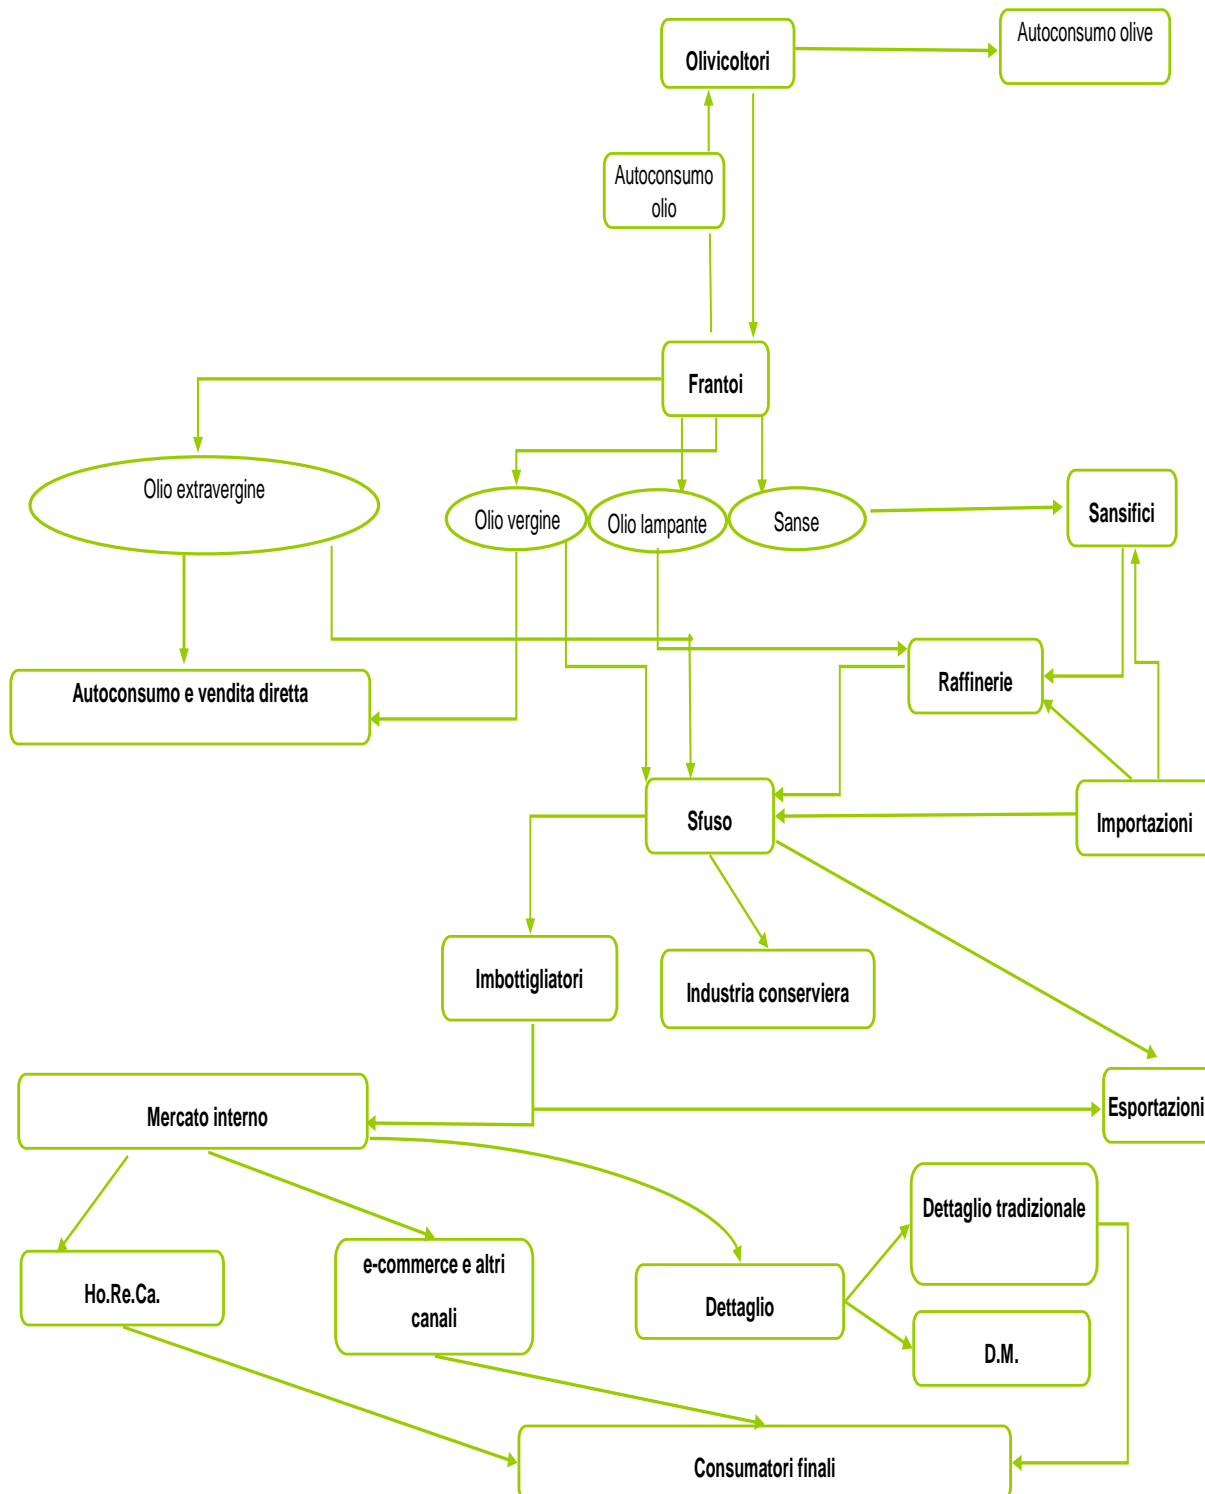 Autoconsumo olive
Olivicoltori
Autoconsumo
olio
Frantoi
Olio extravergine
Olio vergine
Olio lampante
Sanse
Sansifici
Autoconsumo e vendita diretta
Raffinerie
Sfuso
Importazioni
Imbottigliatori
Industria conserviera
Mercato interno
Esportazioni
Dettaglio tradizionale
e-commerce e altri
canali
Ho.Re.Ca.
Dettaglio
D.M.
Consumatori finali